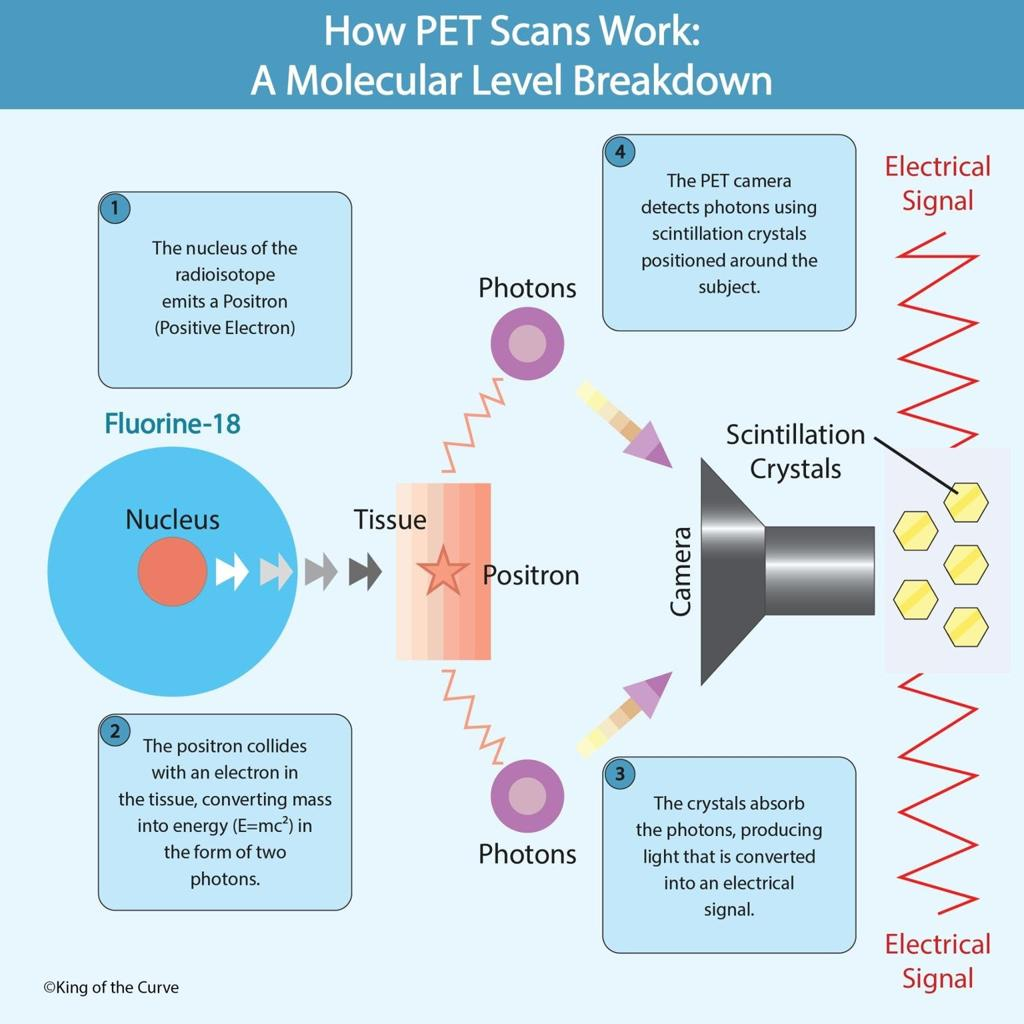 How PET Scans Work:
A Molecular Level Breakdown
1
The nucleus of the
radioisotope
emits a Positron
(Positive Electron)
4
The PET camera
detects photons using
scintillation crystals
positioned around the
subject.
Electrical
Signal
Photons
Fluorine-18
Nucleus
Tissue
Positron
Camera
Scintillation
Crystals
2
The positron collides
with an electron in
the tissue, converting mass
into energy (E=mc²) in
the form of two
photons.
Photons
3
The crystals absorb
the photons, producing
light that is converted
into an electrical
signal.
Electrical
Signal
©King of the Curve